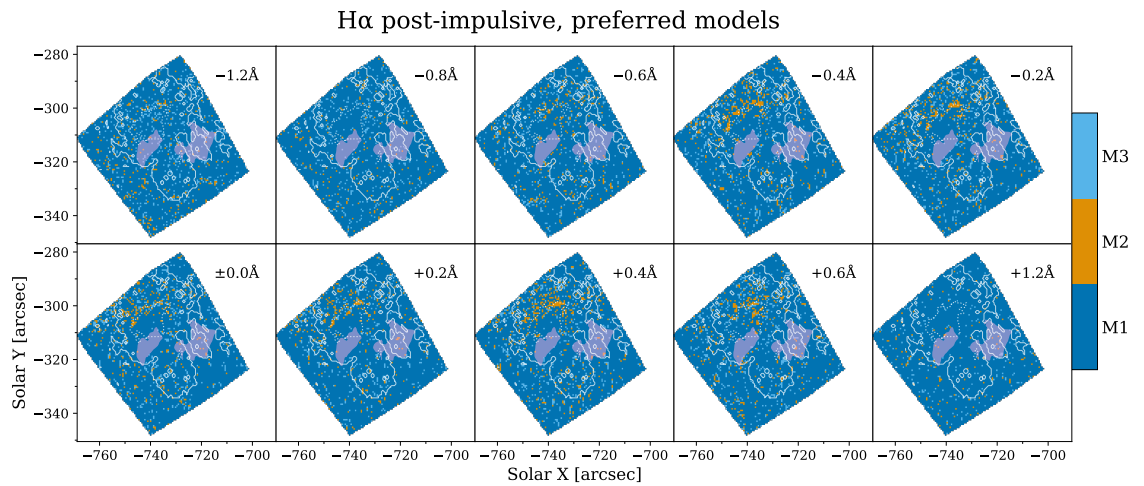 Hα post-impulsive, preferred models
−1.2Å
−0.8Å
−0.6Å
−0.4Å
−0.2Å
−280
−300
−320
−340
±0.0Å
+0.2Å
+0.4Å
+0.6Å
+1.2Å
−280
−300
−320
−340
−760 −740 −720 −700
−760 −740 −720 −700
−760 −740 −720 −700
−760 −740 −720 −700
−760 −740 −720 −700
Solar X [arcsec]
Solar Y [arcsec]
M3
M2
M1